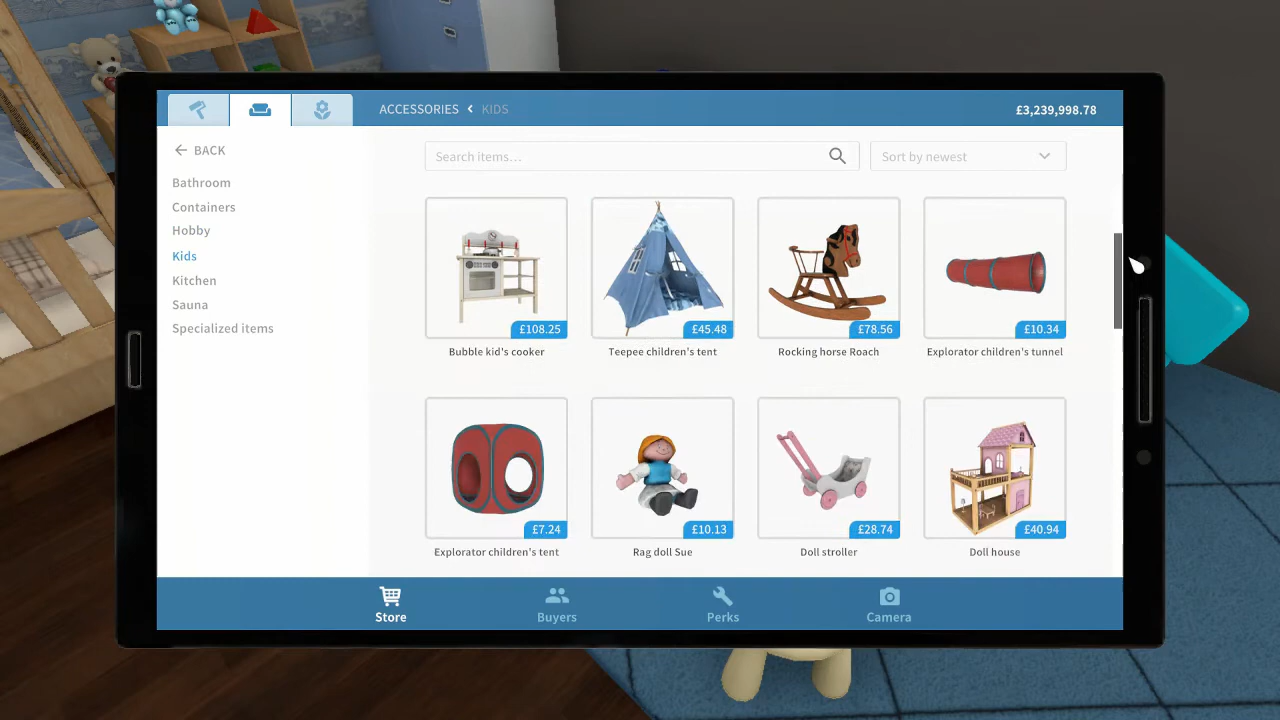 ACCESSORIES < KIDS
£3,239,998.78
BACK
Search items...
Sort by newest
Bathroom
Containers
Hobby
Kids
Kitchen
Sauna
Specialized items
£108.25
£45.48
£78.56
£10.34
Bubble kid's cooker
Teepee children's tent
Rocking horse Roach
Explorator children's tunnel
£7.24
£10.13
£28.74
£40.94
Explorator children's tent
Rag doll Sue
Doll stroller
Doll house
Store
Buyers
Perks
Camera